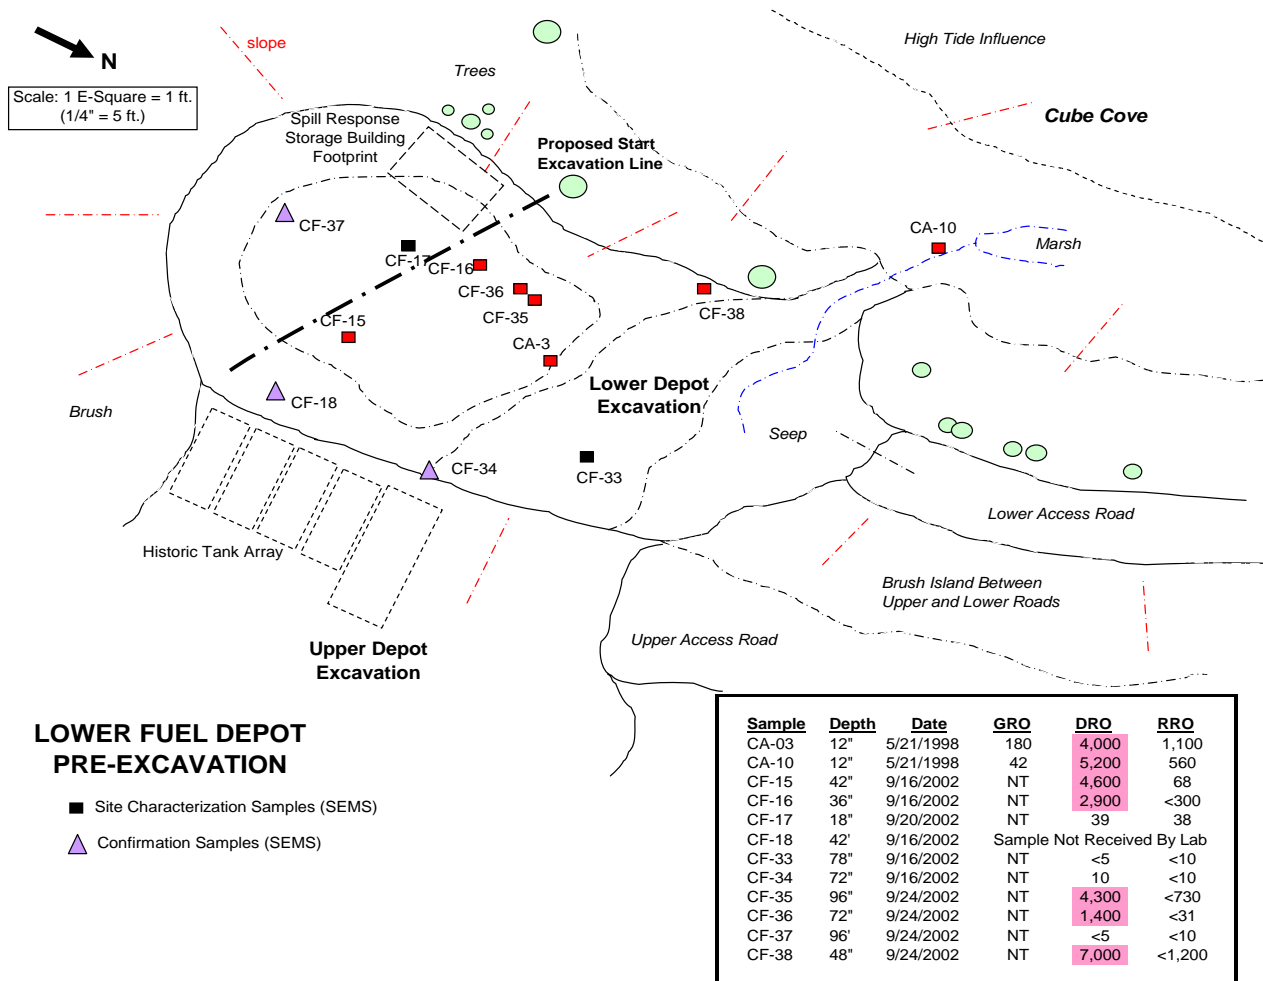 slope
N
Scale: 1 E-Square = 1 ft.
(1/4" = 5 ft.)
Trees
High Tide Influence
Cube Cove
Spill Response
Storage Building
Footprint
Proposed Start
Excavation Line
CF-37
CF-17
CF-16
CA-10
Marsh
CF-36
CF-35
CF-38
CF-15
CA-3
Lower Depot
Excavation
Brush
CF-18
Seep
CF-34
CF-33
Lower Access Road
Historic Tank Array
Brush Island Between
Upper and Lower Roads
Upper Access Road
Upper Depot
Excavation
LOWER FUEL DEPOT
PRE-EXCAVATION
Site Characterization Samples (SEMS)
Confirmation Samples (SEMS)
Sample Depth Date GRO DRO RRO
CA-03 12" 5/21/1998 180 4,000 1,100
CA-10 12" 5/21/1998 42 5,200 560
CF-15 42" 9/16/2002 NT 4,600 68
CF-16 36" 9/16/2002 NT 2,900 <300
CF-17 18" 9/20/2002 NT 39 38
CF-18 42' 9/16/2002 Sample Not Received By Lab
CF-33 78" 9/16/2002 NT <5 <10
CF-34 72" 9/16/2002 NT 10 <10
CF-35 96" 9/24/2002 NT 4,300 <730
CF-36 72" 9/24/2002 NT 1,400 <31
CF-37 96' 9/24/2002 NT <5 <10
CF-38 48" 9/24/2002 NT 7,000 <1,200